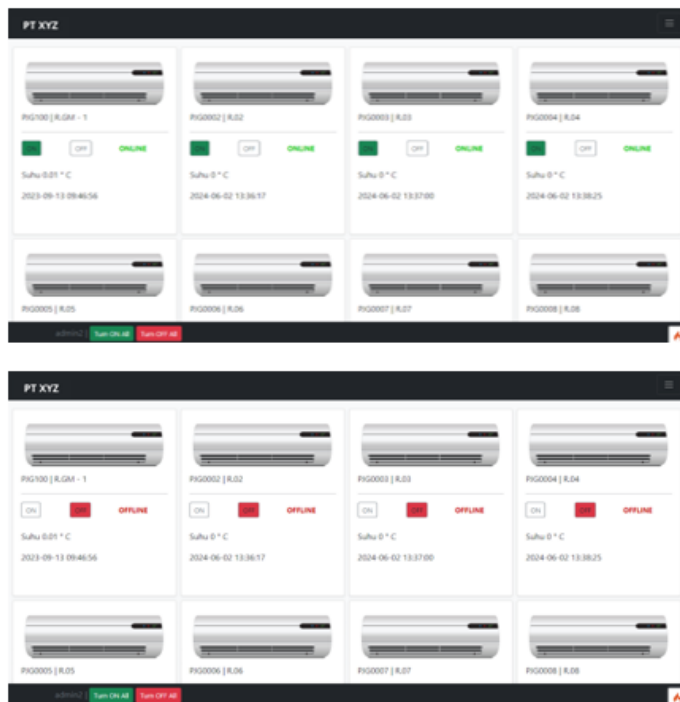 PT XYZ
PJG100 | R.GM - 1 PJG0002 | R.02 PJG0003 | R.03 PJG0004 | R.04
ON OFF ONLINE ON OFF ONLINE ON OFF ONLINE ON OFF ONLINE
Suhu 0.01 ° C Suhu 0 ° C Suhu 0 ° C Suhu 0 ° C
2023-09-13 09:46:56 2024-06-02 13:36:17 2024-06-02 13:37:00 2024-06-02 13:38:25
PJG0005 | R.05 PJG0006 | R.06 PJG0007 | R.07 PJG0008 | R.08
admin2 | Turn ON All Turn OFF All
PT XYZ
PJG100 | R.GM - 1 PJG0002 | R.02 PJG0003 | R.03 PJG0004 | R.04
ON OFF OFFLINE ON OFF OFFLINE ON OFF OFFLINE ON OFF OFFLINE
Suhu 0.01 ° C Suhu 0 ° C Suhu 0 ° C Suhu 0 ° C
2023-09-13 09:46:56 2024-06-02 13:36:17 2024-06-02 13:37:00 2024-06-02 13:38:25
PJG0005 | R.05 PJG0006 | R.06 PJG0007 | R.07 PJG0008 | R.08
admin2 | Turn ON All Turn OFF All